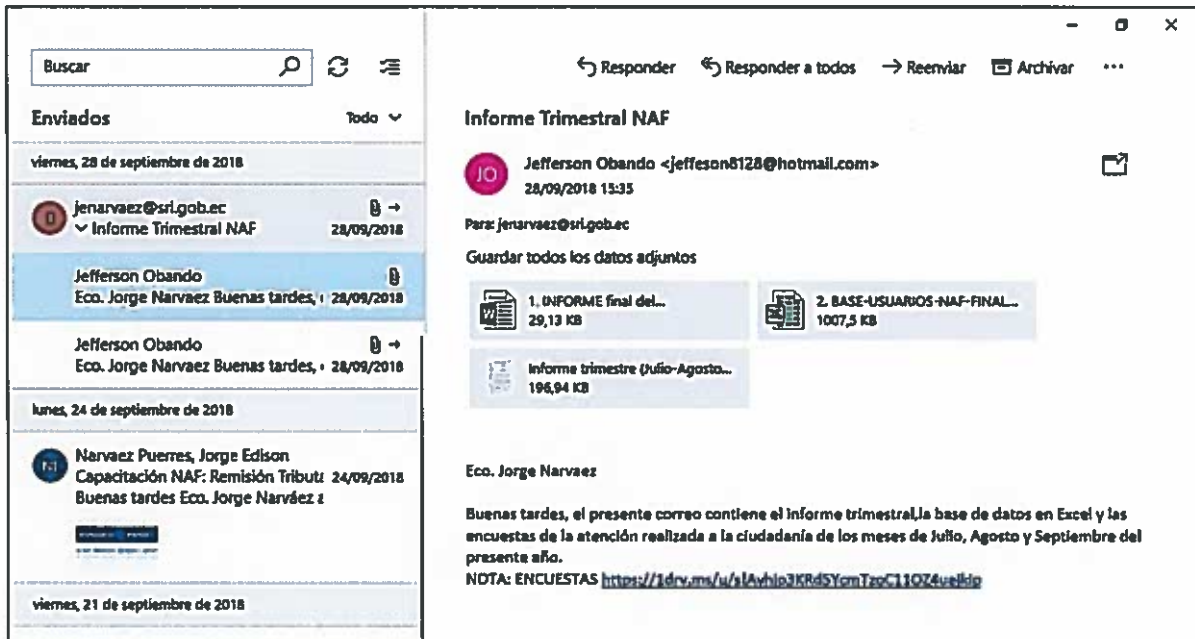 Buscar
Enviados
Todo
viernes, 28 de septiembre de 2018
jenarvaez@sri.gob.ec
Informe Trimestral NAF
28/09/2018
Jefferson Obando
Eco. Jorge Narvaez Buenas tardes, 28/09/2018
Jefferson Obando
Eco. Jorge Narvaez Buenas tardes, 28/09/2018
lunes, 24 de septiembre de 2018
Narvaez Puerres, Jorge Edison
Capacitación NAF: Remisión Tributa 24/09/2018
Buenas tardes Eco. Jorge Narváez a
viernes, 21 de septiembre de 2018
Responder
Responder a todos
Reenviar
Archivar
Informe Trimestral NAF
JO
Jefferson Obando <jeffeson8128@hotmail.com>
28/09/2018 15:35
Para: jenarvaez@sri.gob.ec
Guardar todos los datos adjuntos
1. INFORME final del...
29,13 KB
2. BASE-USUARIOS-NAF-FINAL...
1007,5 KB
Informe trimestre (Julio-Agosto...
196,94 KB
Eco. Jorge Narvaez
Buenas tardes, el presente correo contiene el informe trimestral,la base de datos en Excel y las
encuestas de la atención realizada a la ciudadanía de los meses de Julio, Agosto y Septiembre del
presente año.
NOTA: ENCUESTAS